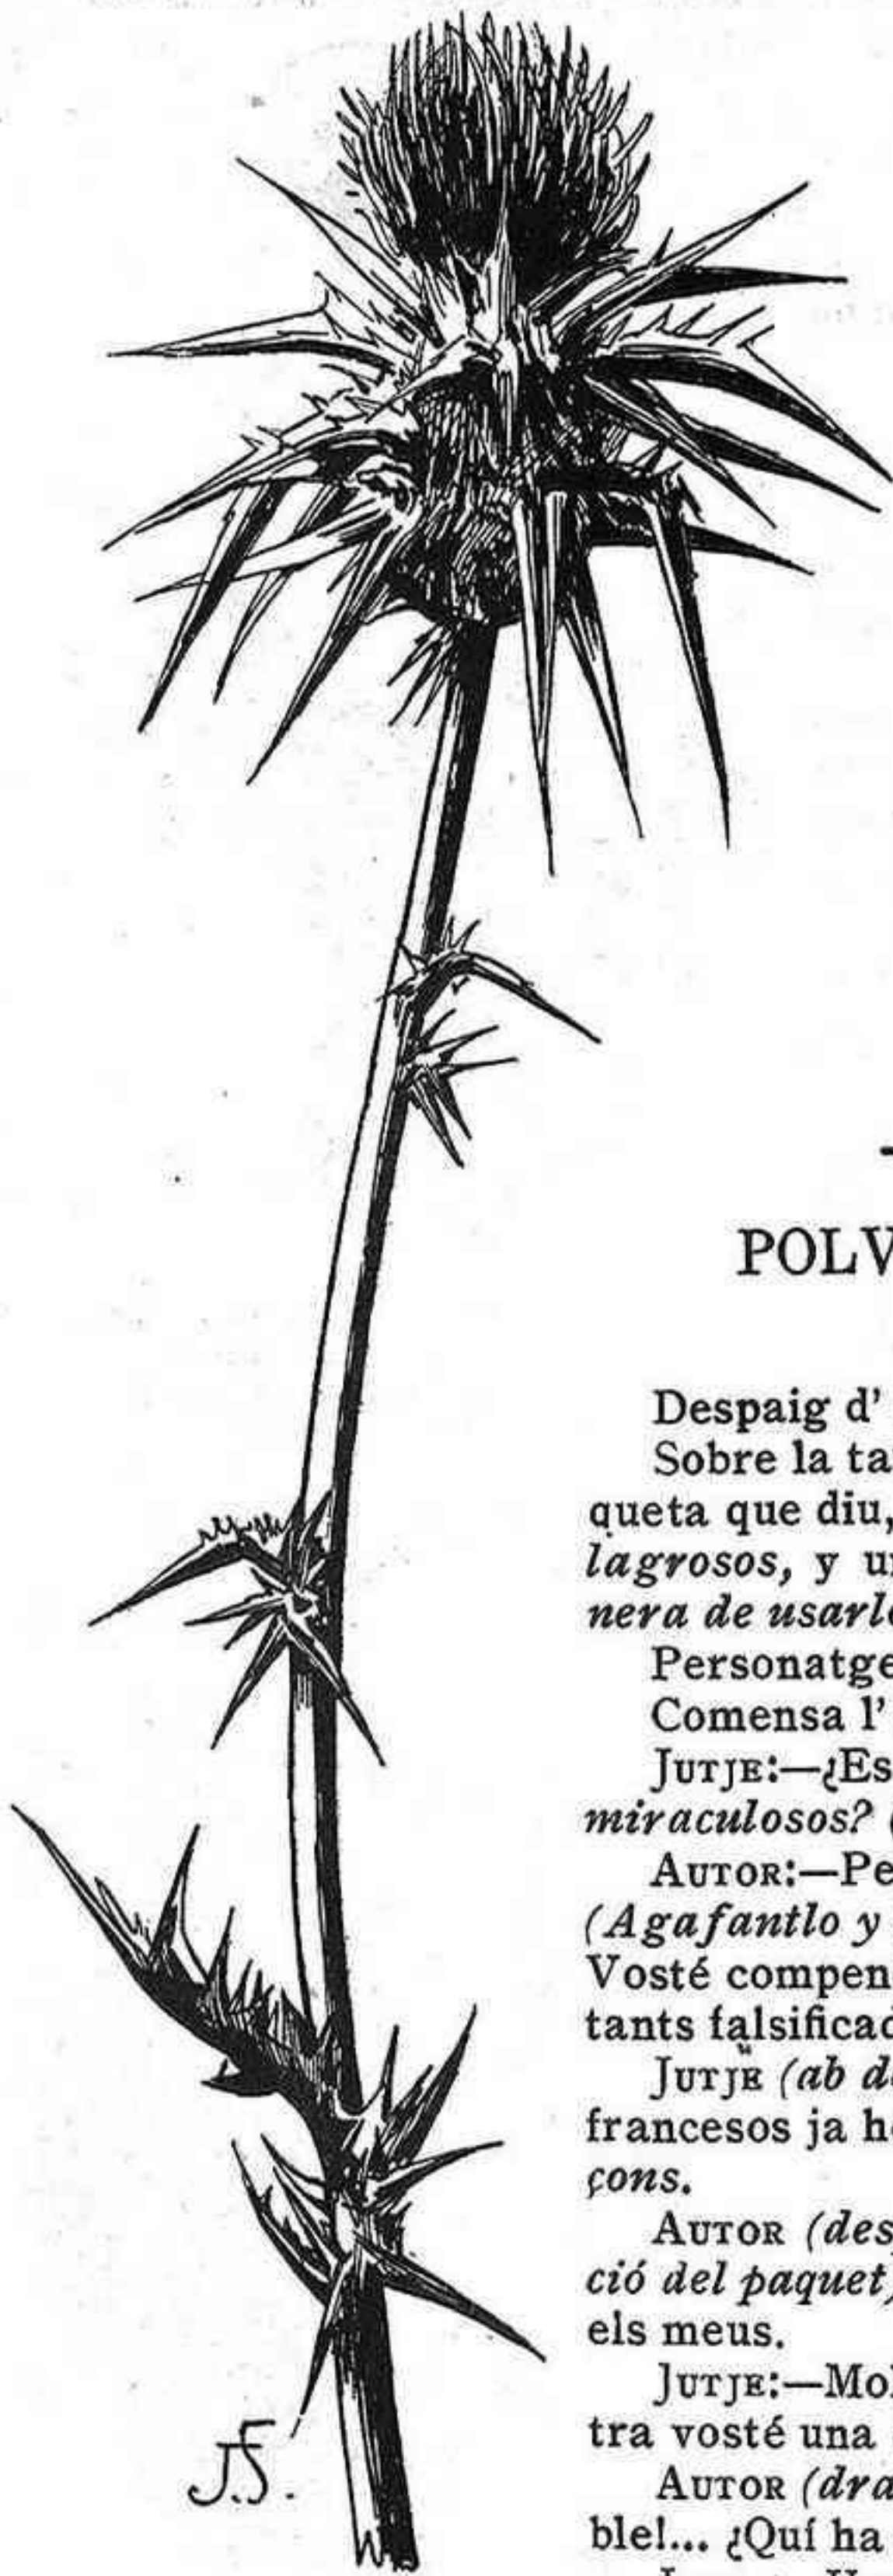 POLV
Despaig d'
Sobre la ta
queta que diu,
lagrosos, y u
nera de usarl
Personatge
Comensa l'
JUTJE:—¿Es
miraculosos? (
AUTOR:—Pe
(Agafantlo y
Vosté compen
tants falsificad
JUTJE (ab d
francesos ja h
çons.
AUTOR (des
ció del paquet)
els meus.
JUTJE:—Mol
tra vosté una
AUTOR (dra
ble!... ¿Quí ha